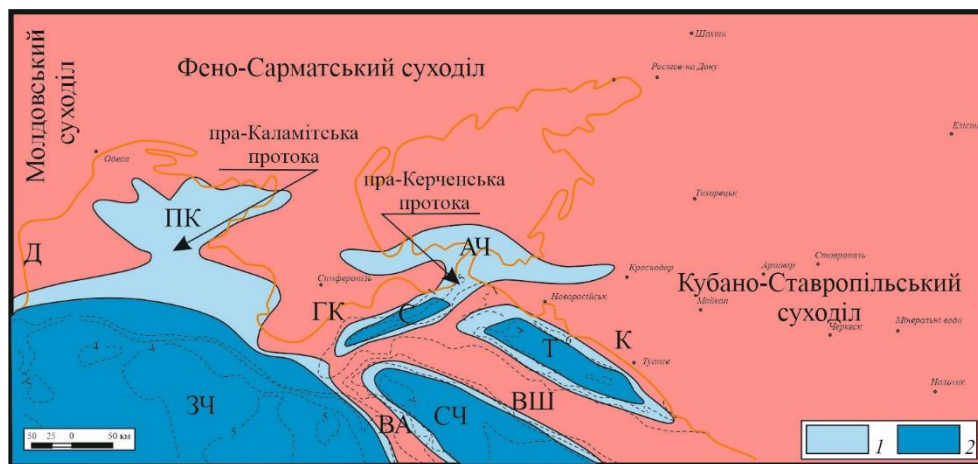 Шахти
Ростов-на Дону
Фено-Сарматський суходіл
Молдовський
суходіл
Одеса
пра-Каламітська
протока
пра-Керченська
протока
Еліста
Тихорецьк
ПК
Д
АЧ
Сімферопіль
Краснодар
Армавір
Ставрополь
Кубано-Ставропільський
суходіл
Новоросійськ
Майкоп
Черкеск
Мінеральні води
ГК
С
Т
К
Туапсе
Нальчик
ЗЧ
ВА
СЧ
ВШ
50 25 0 50 км
1
2